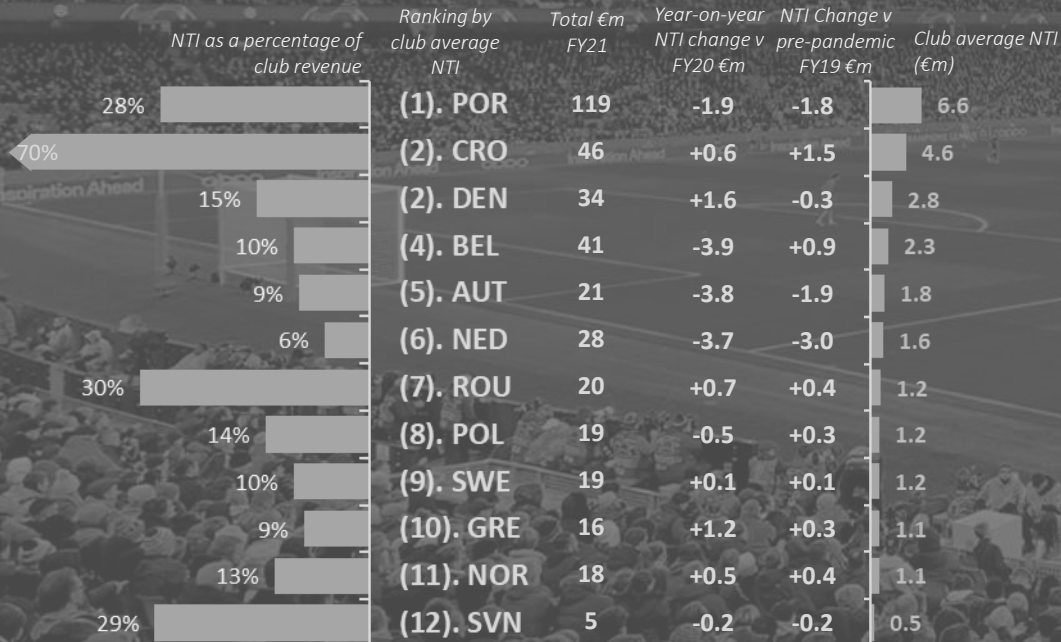 NTI as a percentage of club revenue
Ranking by club average NTI
Total €m FY21
Year-on-year NTI change v FY20 €m
NTI Change v pre-pandemic FY19 €m
Club average NTI (€m)
28% (1). POR 119 -1.9 -1.8 6.6
70% (2). CRO 46 +0.6 +1.5 4.6
15% (2). DEN 34 +1.6 -0.3 2.8
10% (4). BEL 41 -3.9 +0.9 2.3
9% (5). AUT 21 -3.8 -1.9 1.8
6% (6). NED 28 -3.7 -3.0 1.6
30% (7). ROU 20 +0.7 +0.4 1.2
14% (8). POL 19 -0.5 +0.3 1.2
10% (9). SWE 19 +0.1 +0.1 1.2
9% (10). GRE 16 +1.2 +0.3 1.1
13% (11). NOR 18 +0.5 +0.4 1.1
29% (12). SVN 5 -0.2 -0.2 0.5
Inspiration Ahead